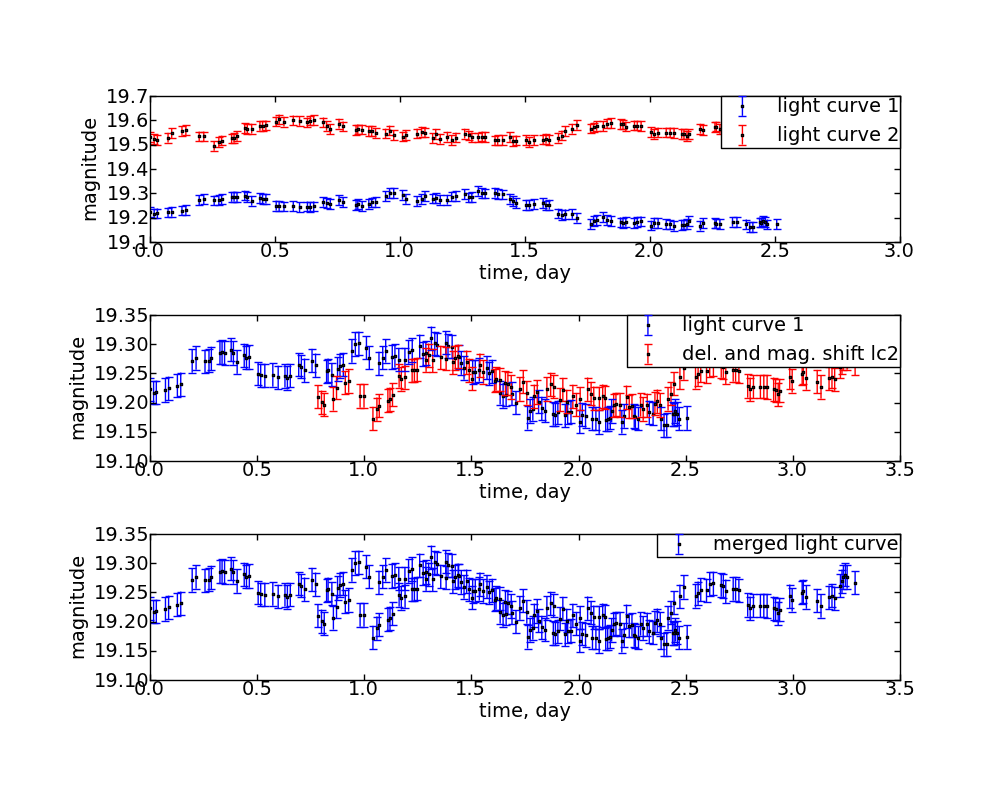 19.7
19.6
19.5
19.4
19.3
19.2
19.1
magnitude
light curve 1
light curve 2
0.0 0.5 1.0 1.5 2.0 2.5 3.0
time, day
19.35
19.30
19.25
19.20
19.15
19.10
magnitude
light curve 1
del. and mag. shift lc2
0.0 0.5 1.0 1.5 2.0 2.5 3.0 3.5
time, day
19.35
19.30
19.25
19.20
19.15
19.10
magnitude
merged light curve
0.0 0.5 1.0 1.5 2.0 2.5 3.0 3.5
time, day